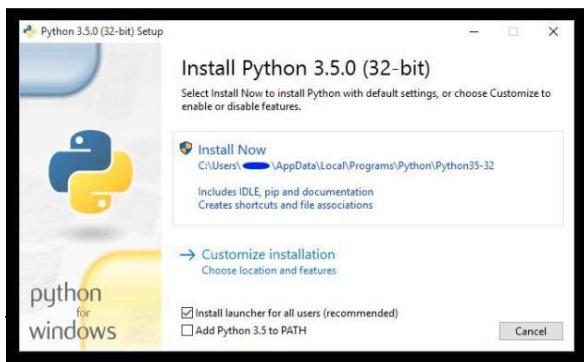 Python 3.5.0 (32-bit) Setup
Install Python 3.5.0 (32-bit)
Select Install Now to install Python with default settings, or choose Customize to
enable or disable features.
Install Now
C:\Users\ \AppData\Local\Programs\Python\Python35-32
Includes IDLE, pip and documentation
Creates shortcuts and file associations
Customize installation
Choose location and features
python
for
windows
Install launcher for all users (recommended)
Add Python 3.5 to PATH
Cancel